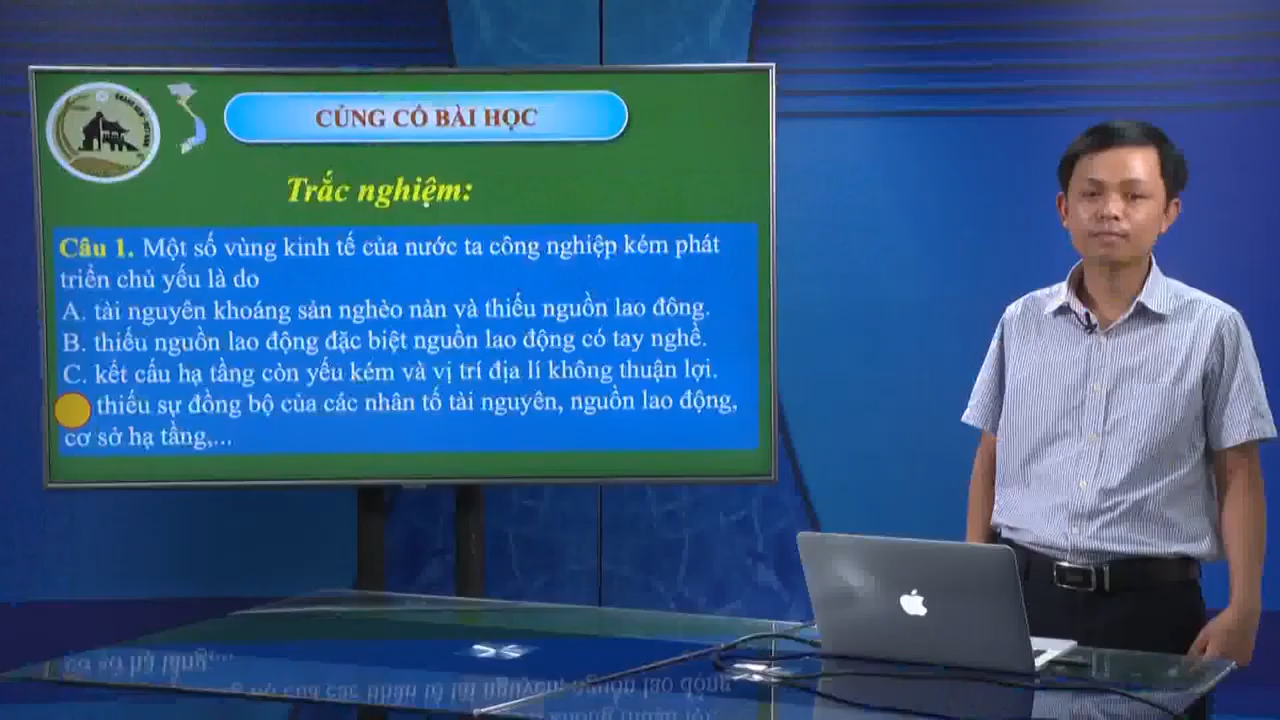 CỦNG CỐ BÀI HỌC
Trắc nghiệm:
Câu 1. Một số vùng kinh tế của nước ta công nghiệp kém phát
triển chủ yếu là do
A. tài nguyên khoáng sản nghèo nàn và thiếu nguồn lao đông.
B. thiếu nguồn lao động đặc biệt nguồn lao động có tay nghề.
C. kết cấu hạ tầng còn yếu kém và vị trí địa lí không thuận lợi.
thiếu sự đồng bộ của các nhân tố tài nguyên, nguồn lao động,
cơ sở hạ tầng,...